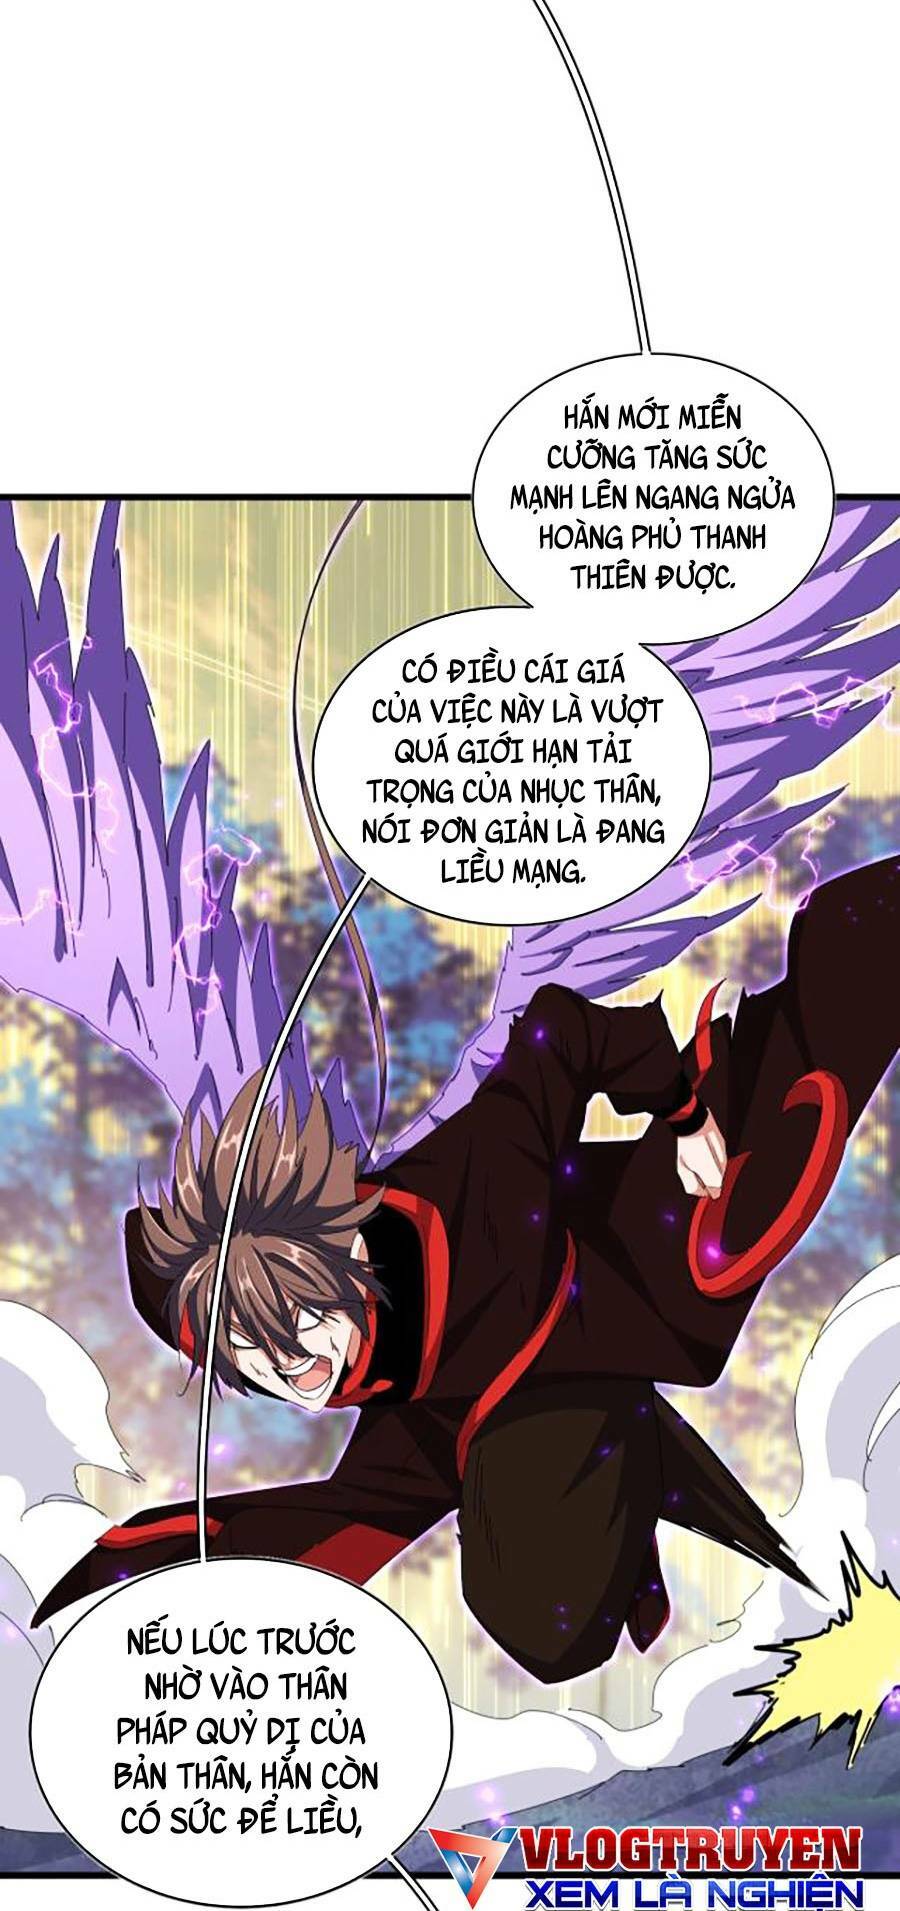 HẮN MỚI MIỄN
CƯỠNG TĂNG SỨC
MẠNH LÊN NGANG NGỬA
HOÀNG PHỦ THANH
THIÊN ĐƯỢC.
CÓ ĐIỀU CÁI GIÁ
CỦA VIỆC NÀY LÀ VƯỢT
QUÁ GIỚI HẠN TẢI
TRỌNG CỦA NHỤC THÂN,
NÓI ĐƠN GIẢN LÀ ĐANG
LIỀU MẠNG.
NẾU LÚC TRƯỚC
NHỜ VÀO THÂN
PHÁP QUỶ DỊ CỦA
BẢN THÂN, HẮN CÒN
CÓ SỨC ĐỂ LIỀU,
VLOGTRUYEN
XEM LÀ NGHIỆN